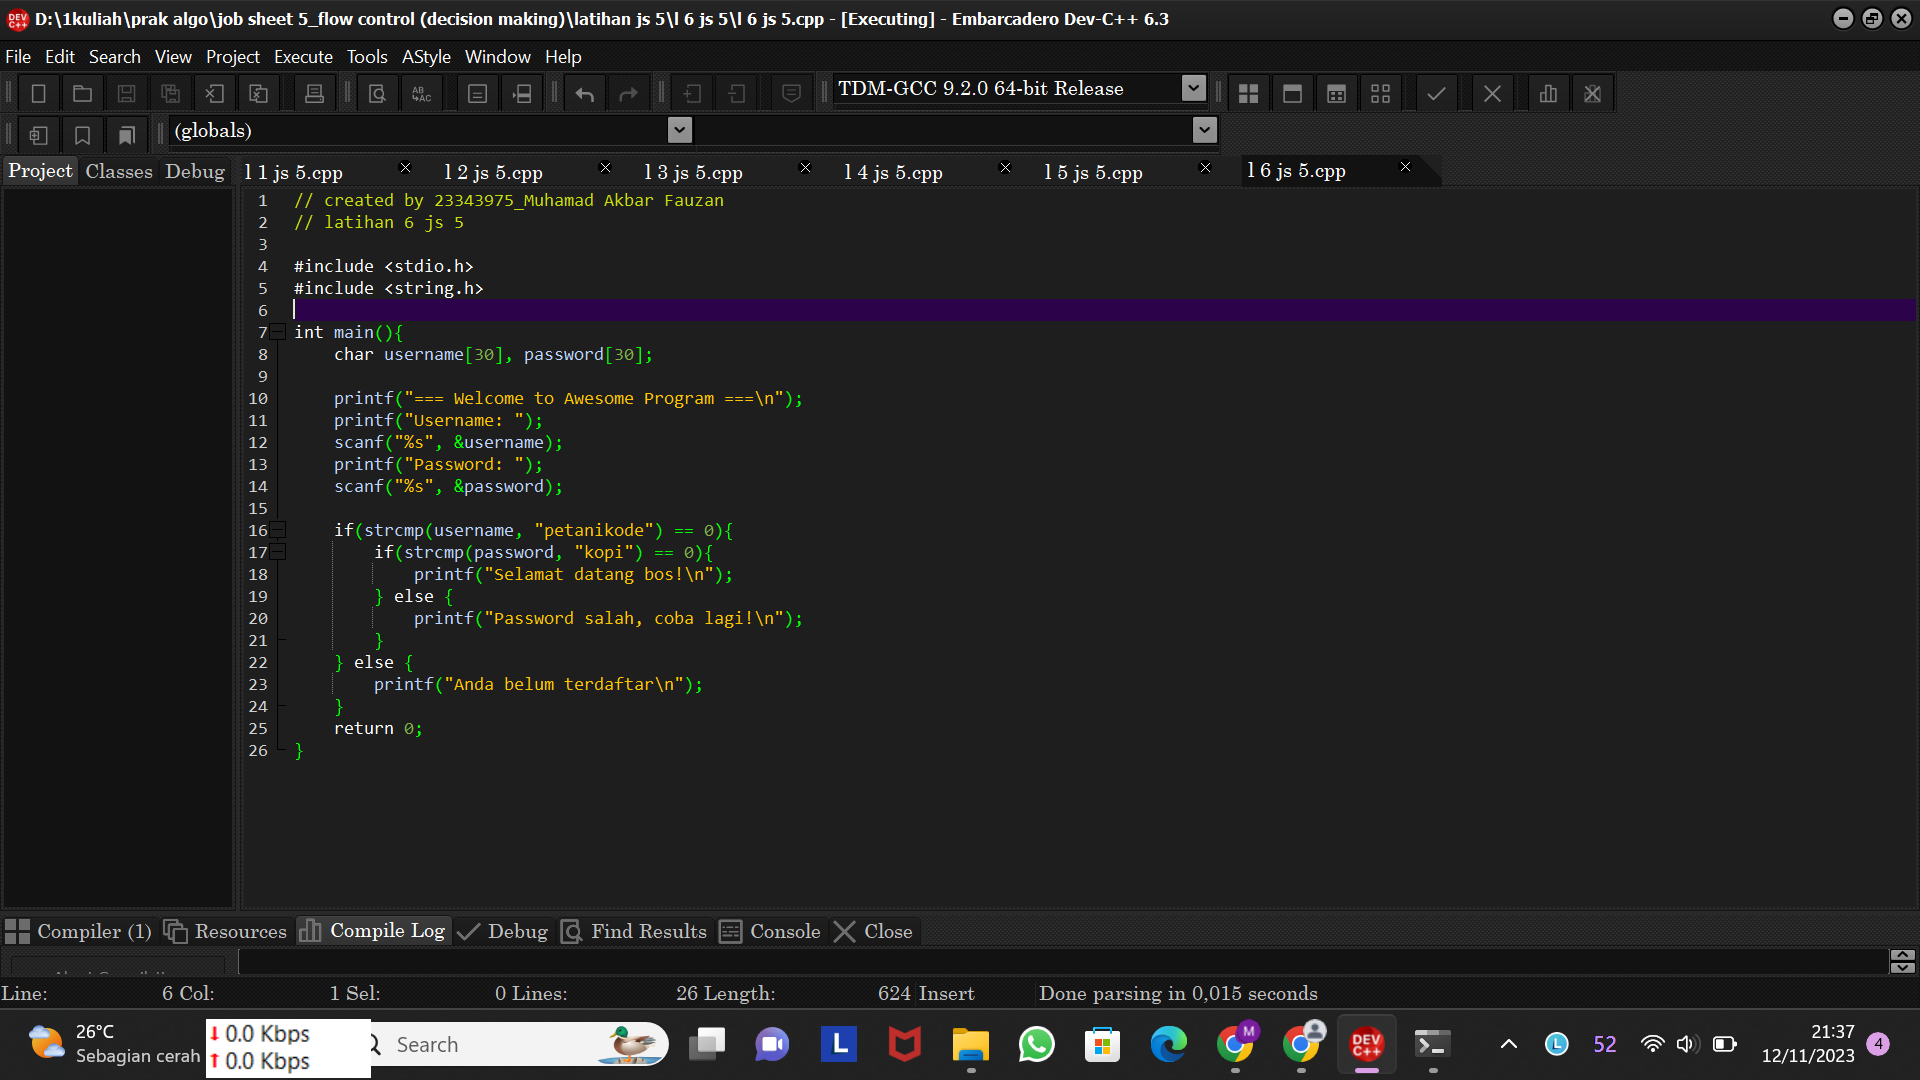 D:\1kuliah\prak algo\job sheet 5_flow control (decision making)\latihan js 5\l 6 js 5\l 6 js 5.cpp - [Executing] - Embarcadero Dev-C++ 6.3
File Edit Search View Project Execute Tools AStyle Window Help
TDM-GCC 9.2.0 64-bit Release
(globals)
Project Classes Debug
l 1 js 5.cpp l 2 js 5.cpp l 3 js 5.cpp l 4 js 5.cpp l 5 js 5.cpp l 6 js 5.cpp
1 // created by 23343975_Muhamad Akbar Fauzan
2 // latihan 6 js 5
3
4 #include <stdio.h>
5 #include <string.h>
6
7 int main(){
8 char username[30], password[30];
9
10 printf("=== Welcome to Awesome Program ===\n");
11 printf("Username: ");
12 scanf("%s", &username);
13 printf("Password: ");
14 scanf("%s", &password);
15
16 if(strcmp(username, "petanikode") == 0){
17 if(strcmp(password, "kopi") == 0){
18 printf("Selamat datang bos!\n");
19 } else {
20 printf("Password salah, coba lagi!\n");
21 }
22 } else {
23 printf("Anda belum terdaftar\n");
24 }
25 return 0;
26 }
Compiler (1) Resources Compile Log Debug Find Results Console Close
Line: 6 Col: 1 Sel: 0 Lines: 26 Length: 624 Insert Done parsing in 0,015 seconds
26°C
Sebagian cerah
0.0 Kbps
0.0 Kbps
Search
M
DEV C++
52
21:37
12/11/2023
4